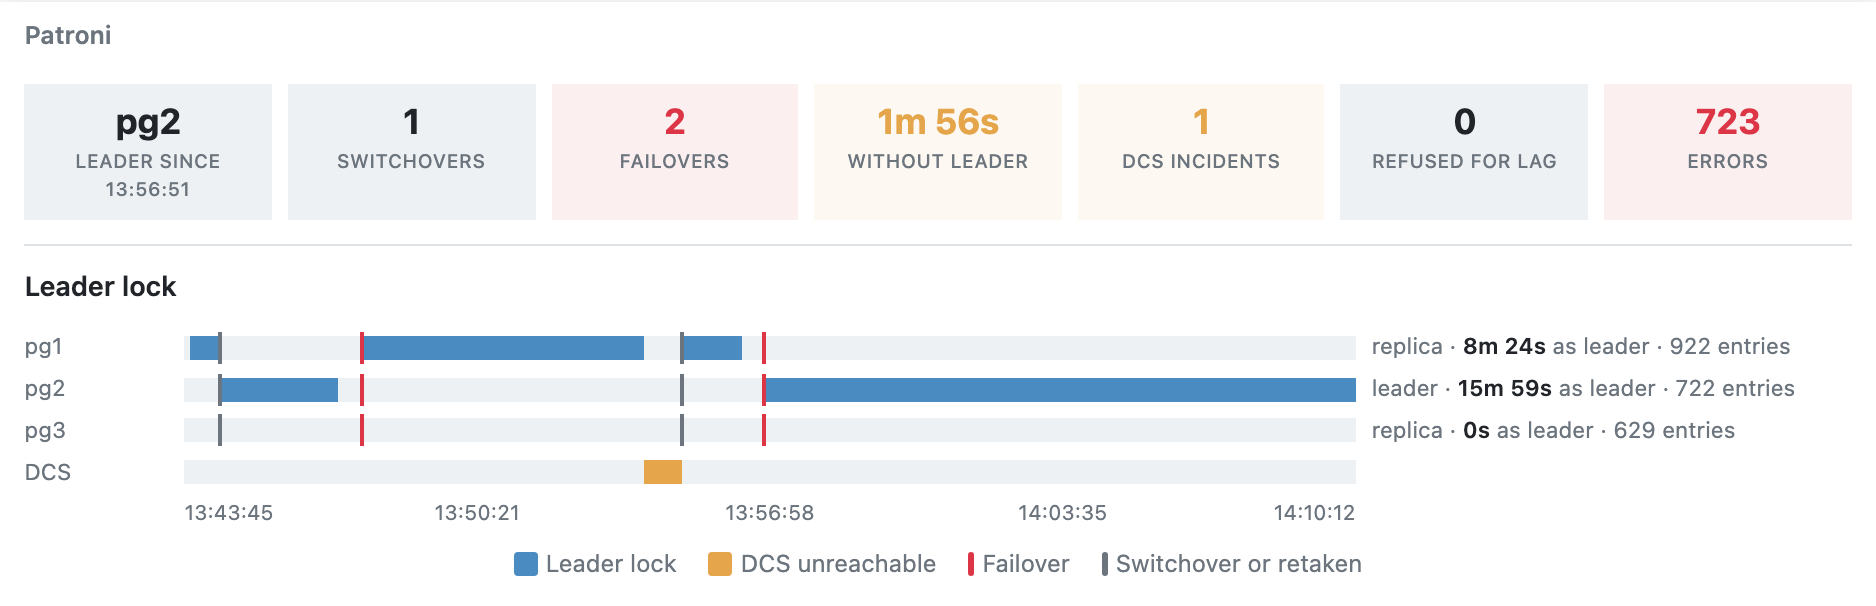 Patroni
pg2
LEADER SINCE
13:56:51
1
SWITCHOVERS
2
FAILOVERS
1m 56s
WITHOUT LEADER
1
DCS INCIDENTS
0
REFUSED FOR LAG
723
ERRORS
Leader lock
pg1 replica · 8m 24s as leader · 922 entries
pg2 leader · 15m 59s as leader · 722 entries
pg3 replica · 0s as leader · 629 entries
DCS
13:43:45 13:50:21 13:56:58 14:03:35 14:10:12
Leader lock DCS unreachable Failover Switchover or retaken